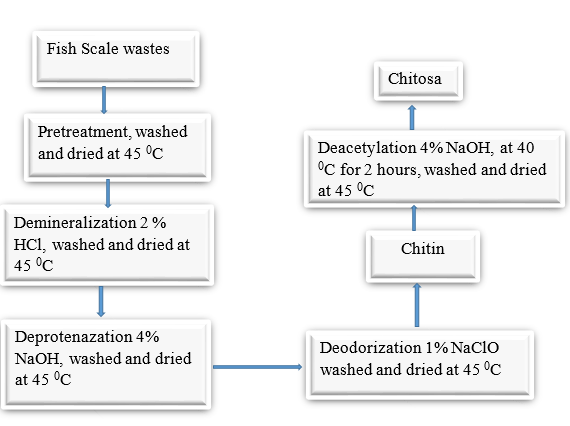 Fish Scale wastes
Pretreatment, washed
and dried at 45 ⁰C
Demineralization 2 %
HCl, washed and dried at
45 ⁰C
Deprotenazation 4%
NaOH, washed and dried
at 45 ⁰C
Deodorization 1% NaClO
washed and dried at 45 ⁰C
Chitin
Deacetylation 4% NaOH, at 40
⁰C for 2 hours, washed and dried
at 45 ⁰C
Chitosa